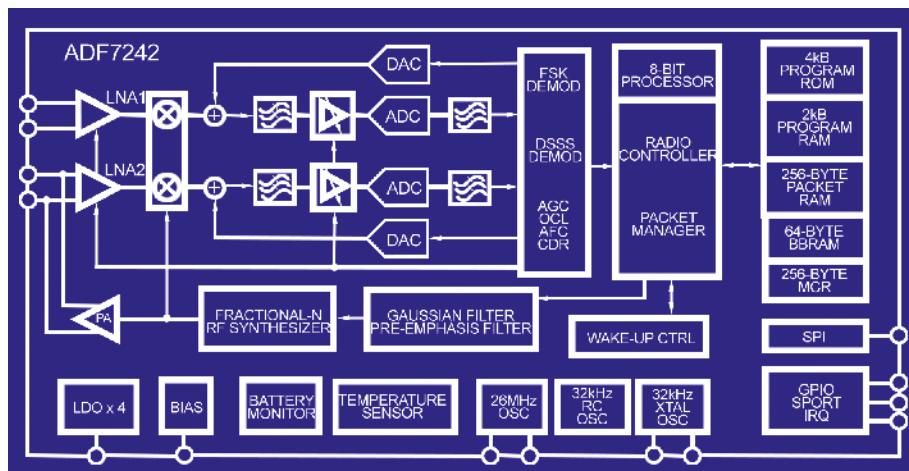 ADF7242
LNA1
LNA2
DAC
ADC
ADC
DAC
FSK
DEMOD
DSSS
DEMOD
AGC
OCL
AFC
CDR
8-BIT
PROCESSOR
RADIO
CONTROLLER
PACKET
MANAGER
4kB
PROGRAM
ROM
2kB
PROGRAM
RAM
256-BYTE
PACKET
RAM
64-BYTE
BBRAM
256-BYTE
MCR
PA
FRACTIONAL-N
RF SYNTHESIZER
GAUSSIAN FILTER
PRE-EMPHASIS FILTER
WAKE-UP CTRL
SPI
LDO x 4
BIAS
BATTERY
MONITOR
TEMPERATURE
SENSOR
26MHz
OSC
32kHz
RC
OSC
32kHz
XTAL
OSC
GPIO
SPORT
IRQ